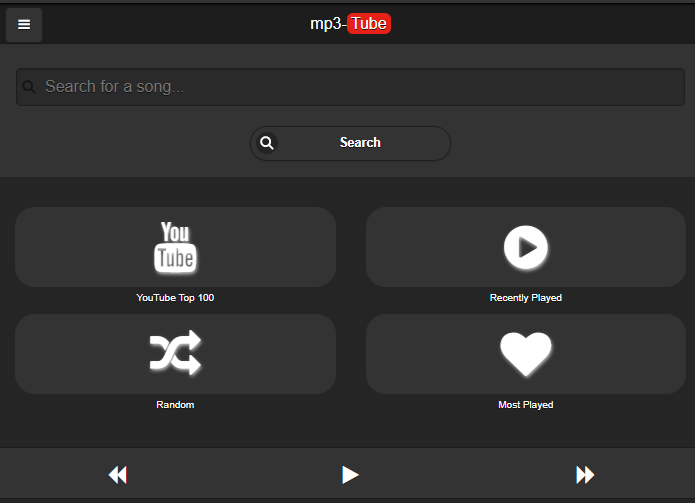 mp3-Tube
Search for a song...
Search
You
Tube
YouTube Top 100
Recently Played
Random
Most Played